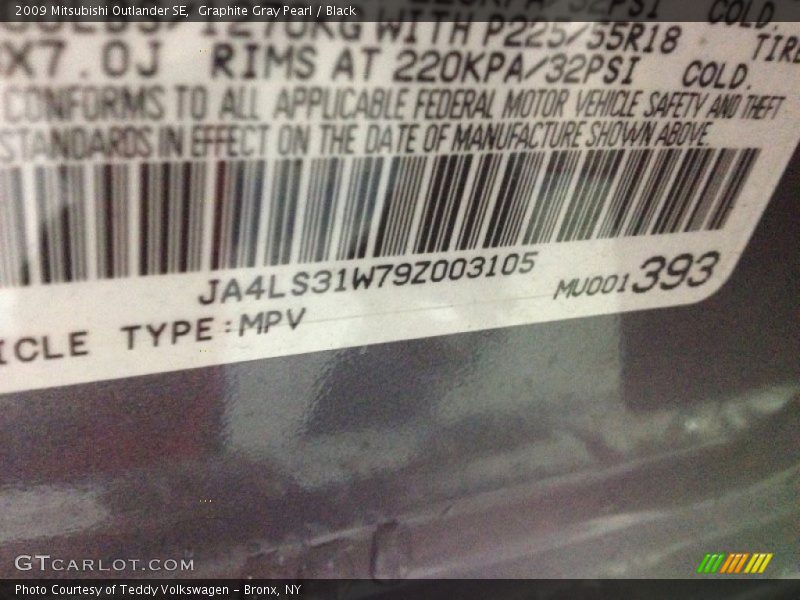 2009 Mitsubishi Outlander SE,  Graphite Gray Pearl / Black
COLD.
WITH P225/55R18
TIRE
X7.0J RIMS AT 220KPA/32PSI COLD.
CONFORMS TO ALL APPLICABLE FEDERAL MOTOR VEHICLE SAFETY AND THEFT
STANDARDS IN EFFECT ON THE DATE OF MANUFACTURE SHOWN ABOVE.
JA4LS31W79Z003105
MU001393
ICLE TYPE:MPV
GTCARLOT.COM
Photo Courtesy of Teddy Volkswagen – Bronx, NY